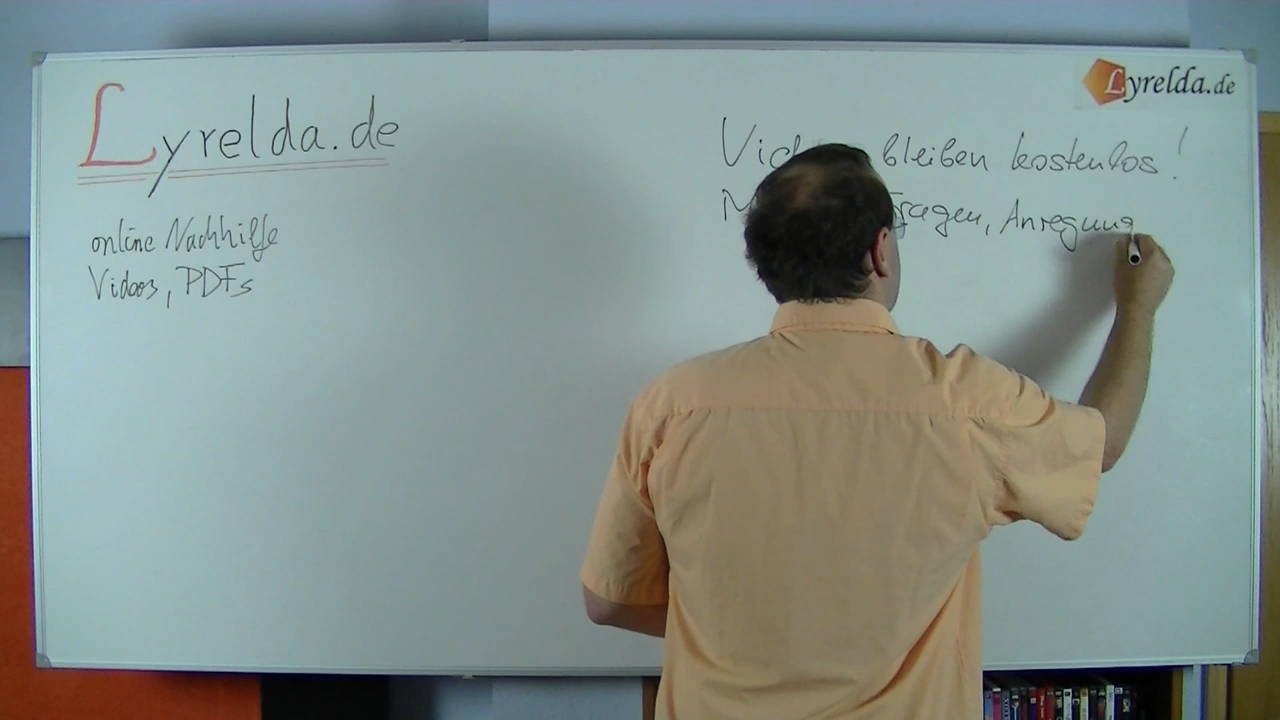 Lyrelda.de
online Nachhilfe
Videos, PDFs
Lyrelda.de
bleiben kostenlos!
Fragen, Anregung